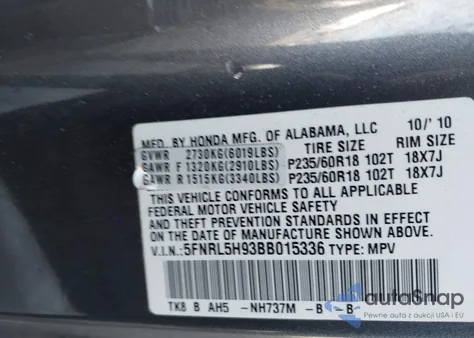 MFD. BY HONDA MFG. OF ALABAMA, LLC 10/'10
TIRE SIZE RIM SIZE
GVWR 2730KG(6019LBS)
GAWR F 1320KG(2910LBS) P235/60R18 102T 18X7J
GAWR R 1515KG(3340LBS) P235/60R18 102T 18X7J
THIS VEHICLE CONFORMS TO ALL APPLICABLE
FEDERAL MOTOR VEHICLE SAFETY
AND THEFT PREVENTION STANDARDS IN EFFECT
ON THE DATE OF MANUFACTURE SHOWN ABOVE.
V.I.N.:5FNRL5H93BB015336 TYPE: MPV
TK8 B AH5 -NH737M -B -B-
autoSnap
Pewne auta z USA i EU